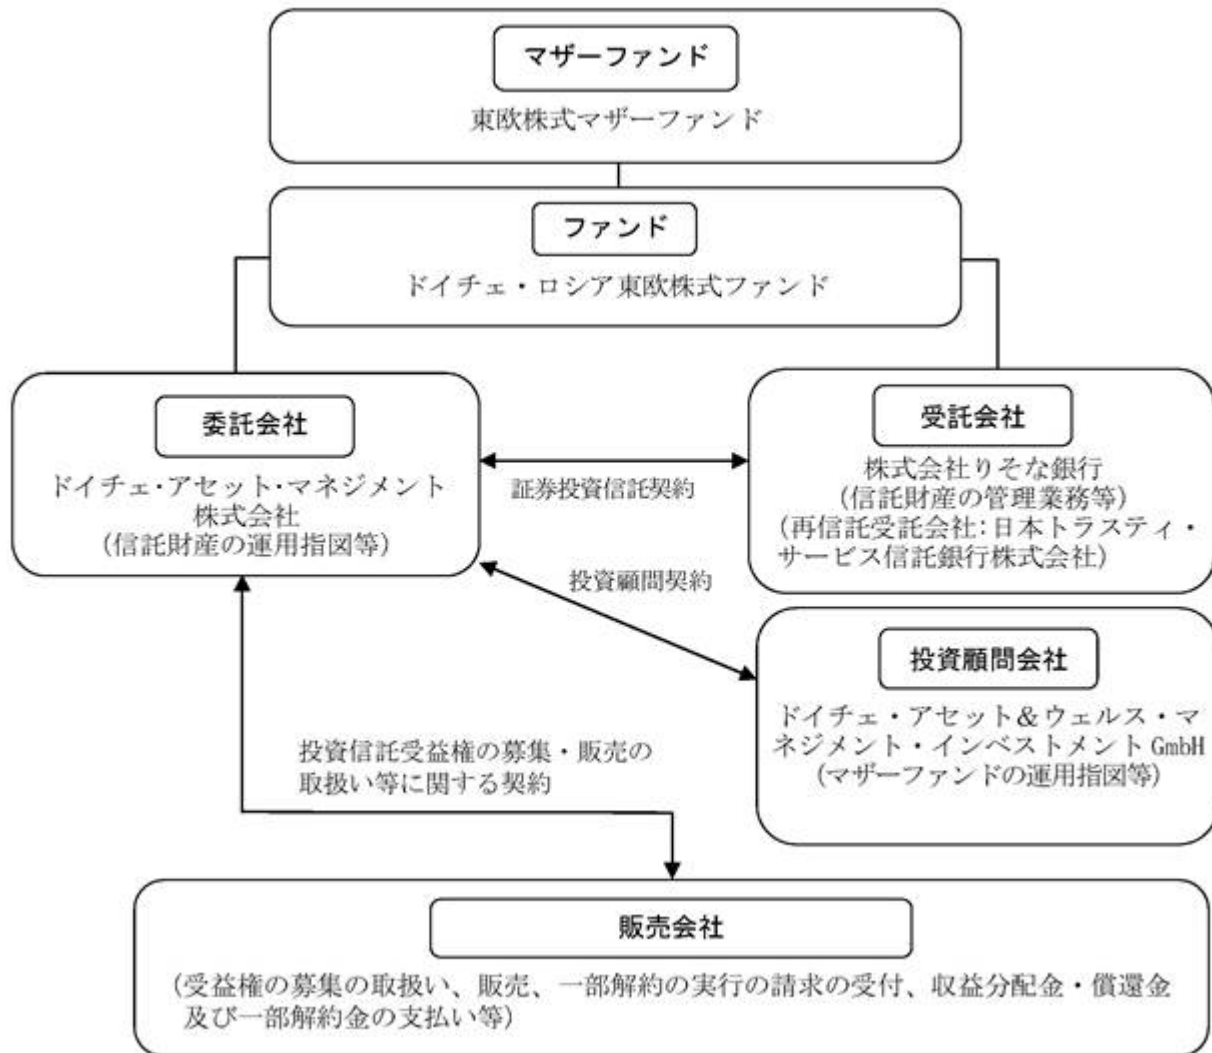 マザーファンド
東欧株式マザーファンド
ファンド
ドイチェ・ロシア東欧株式ファンド
委託会社
ドイチェ・アセット・マネジメント
株式会社
(信託財産の運用指図等)
証券投資信託契約
受託会社
株式会社りそな銀行
(信託財産の管理業務等)
(再信託受託会社:日本トラスティ・
サービス信託銀行株式会社)
投資顧問契約
投資顧問会社
ドイチェ・アセット&ウェルス・マ
ネジメント・インベストメント GmbH
(マザーファンドの運用指図等)
投資信託受益権の募集・販売の
取扱い等に関する契約
販売会社
(受益権の募集の取扱い、販売、一部解約の実行の請求の受付、収益分配金・償還金
及び一部解約金の支払い等)